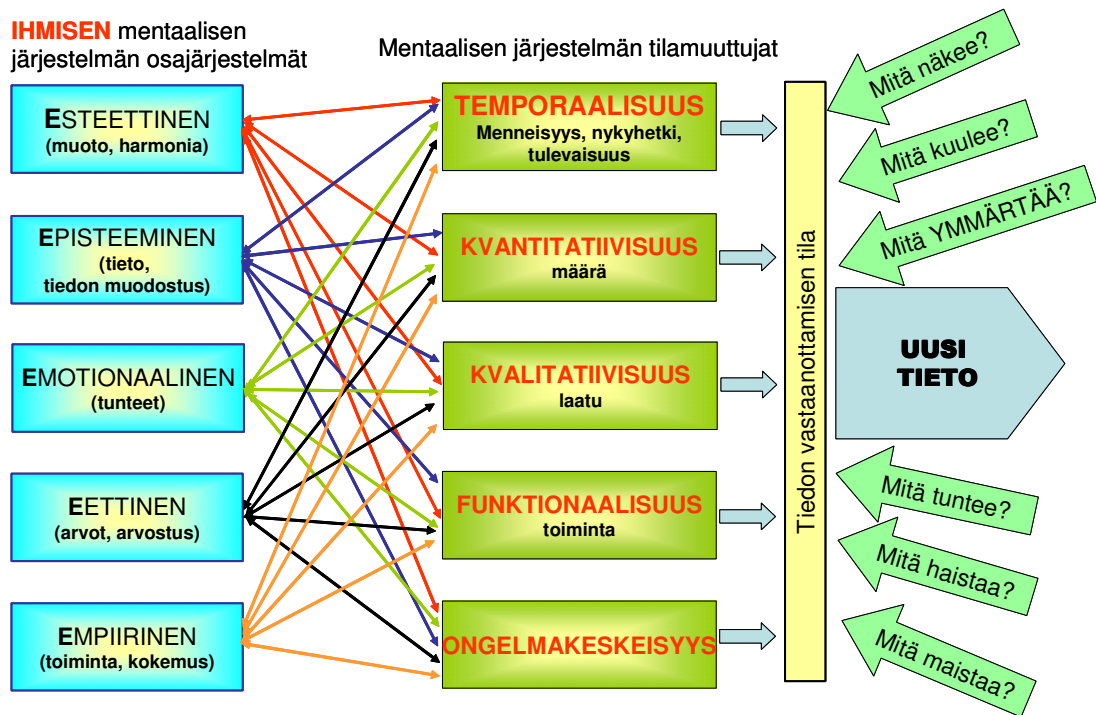 IHMISEN mentaalisen
järjestelmän osajärjestelmät
Mentaalisen järjestelmän tilamuuttujat
ESTEETTINEN
(muoto, harmonia)
EPISTEEMINEN
(tieto,
tiedon muodostus)
EMOTIONAALINEN
(tunteet)
EETTINEN
(arvot, arvostus)
EMPIIRINEN
(toiminta, kokemus)
TEMPORAALISUUS
Menneisyys, nykyhetki,
tulevaisuus
KVANTITATIIVISUUS
määrä
KVALITATIIVISUUS
laatu
FUNKTIONAALISUUS
toiminta
ONGELMAKESKEISYYS
Tiedon vastaanottamisen tila
Mitä näkee?
Mitä kuulee?
Mitä YMMÄRTÄÄ?
UUSI
TIETO
Mitä tuntee?
Mitä haistaa?
Mitä maistaa?